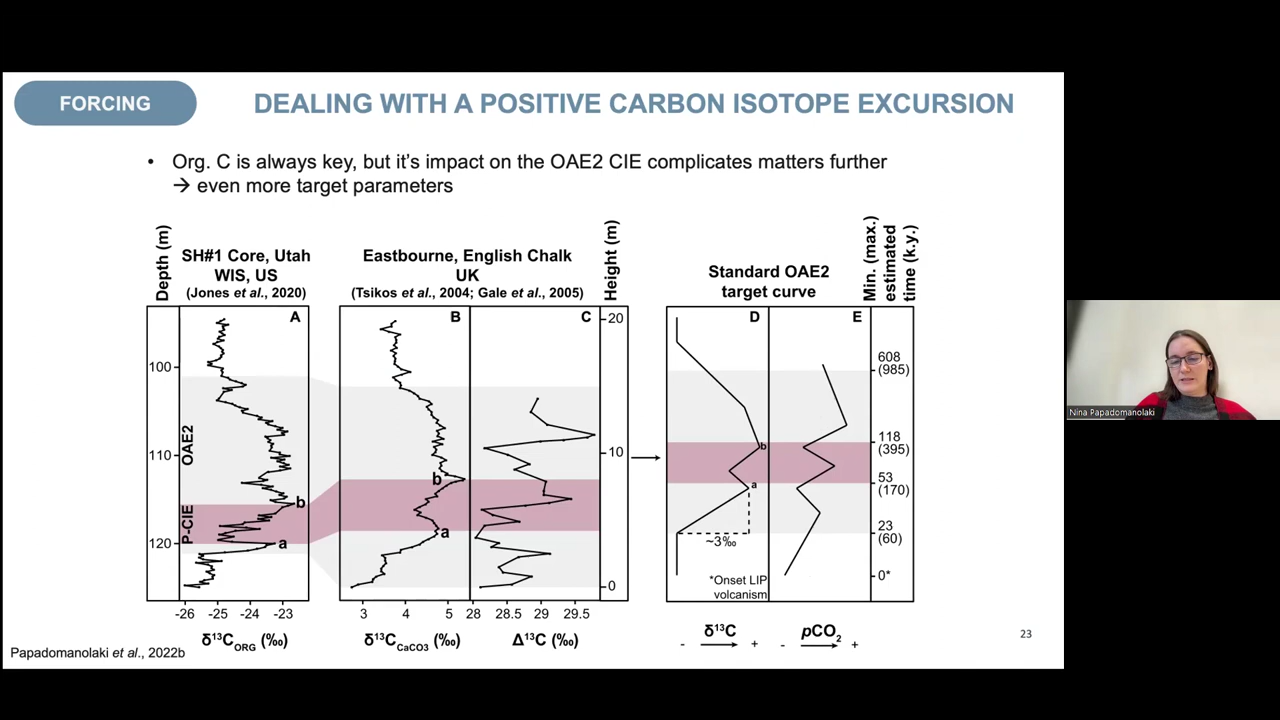 FORCING
DEALING WITH A POSITIVE CARBON ISOTOPE EXCURSION
• Org. C is always key, but it's impact on the OAE2 CIE complicates matters further
→ even more target parameters
Depth (m)
SH#1 Core, Utah
WIS, US
(Jones et al., 2020)
Eastbourne, English Chalk
UK
(Tsikos et al., 2004; Gale et al., 2005)
Height (m)
Standard OAE2
target curve
Min. (max.)
estimated
time (k.y.)
A
B
C
D
E
100
110
120
OAE2
P-CIE
b
a
b
a
20
10
0
b
a
~3‰
*Onset LIP
volcanism
608
(985)
118
(395)
53
(170)
23
(60)
0*
-26 -25 -24 -23
3 4 5
28 28.5 29 29.5
δ¹³C_ORG (‰)
δ¹³C_CaCO3 (‰)
Δ¹³C (‰)
δ¹³C
- → +
pCO₂
- → +
Papadomanolaki et al., 2022b
23
Nina Papadomanolaki